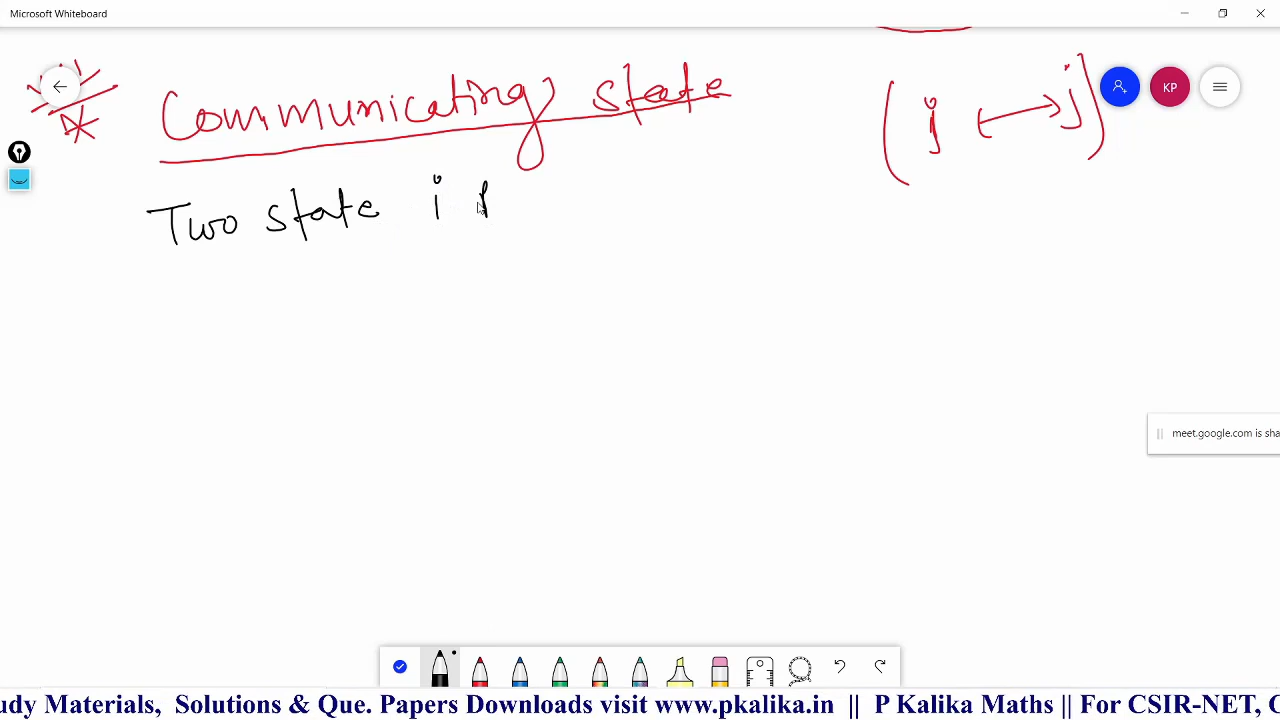 Microsoft Whiteboard
Communicating state (i ↔ j)
KP
Two state i
meet.google.com is sha
udy Materials, Solutions & Que. Papers Downloads visit www.pkalika.in || P Kalika Maths || For CSIR-NET, G